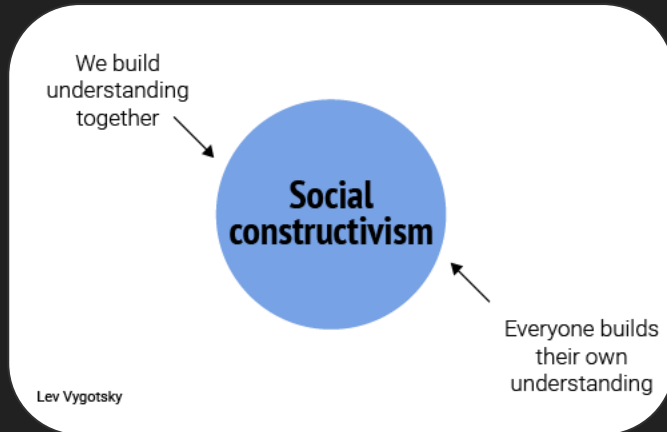 We build
understanding
together
Social
constructivism
Everyone builds
their own
understanding
Lev Vygotsky